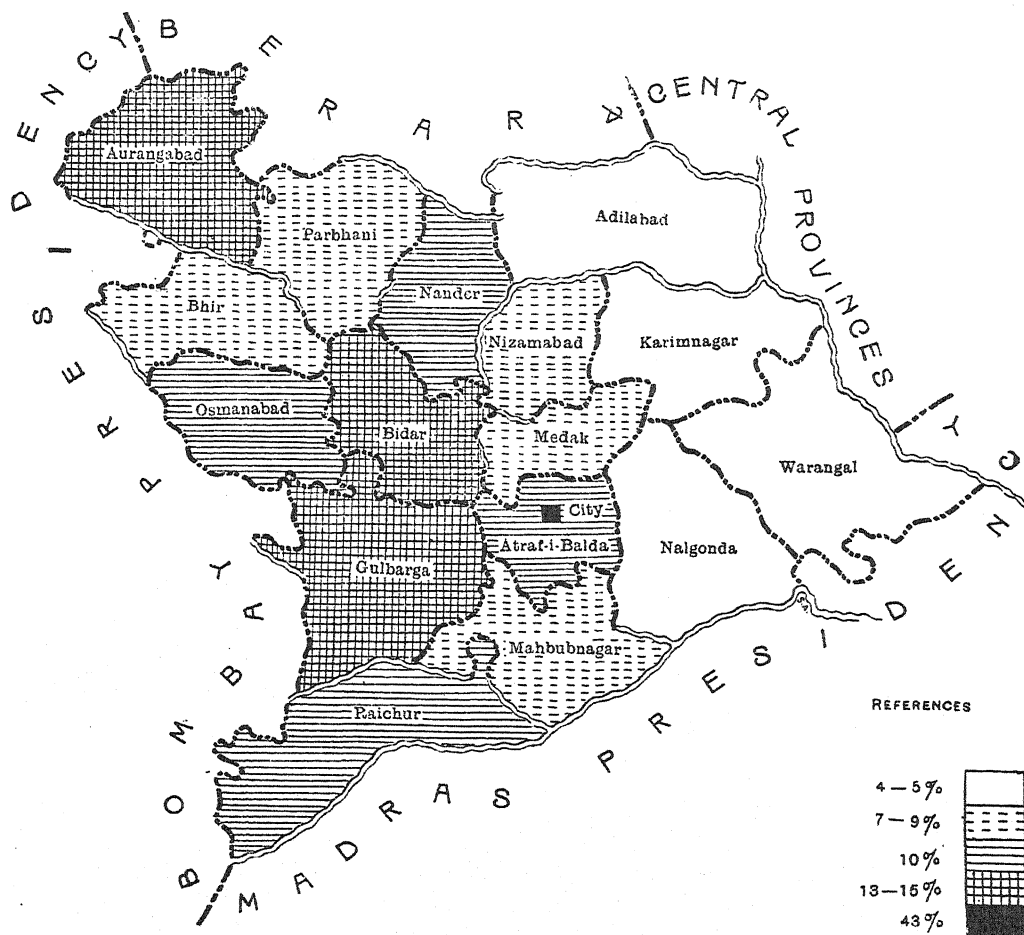 BOMBAY PRESIDENCY
BERAR
CENTRAL PROVINCES
MADRAS PRESIDENCY
Aurangabad
Parbhani
Adilabad
Bhir
Nander
Nizamabad
Karimnagar
Osmanabad
Bidar
Medak
Warangal
City
Atraf-i-Balda
Nalgonda
Gulbarga
Mahbubnagar
Raichur
REFERENCES
4—5%
7—9%
10%
13—15%
43%